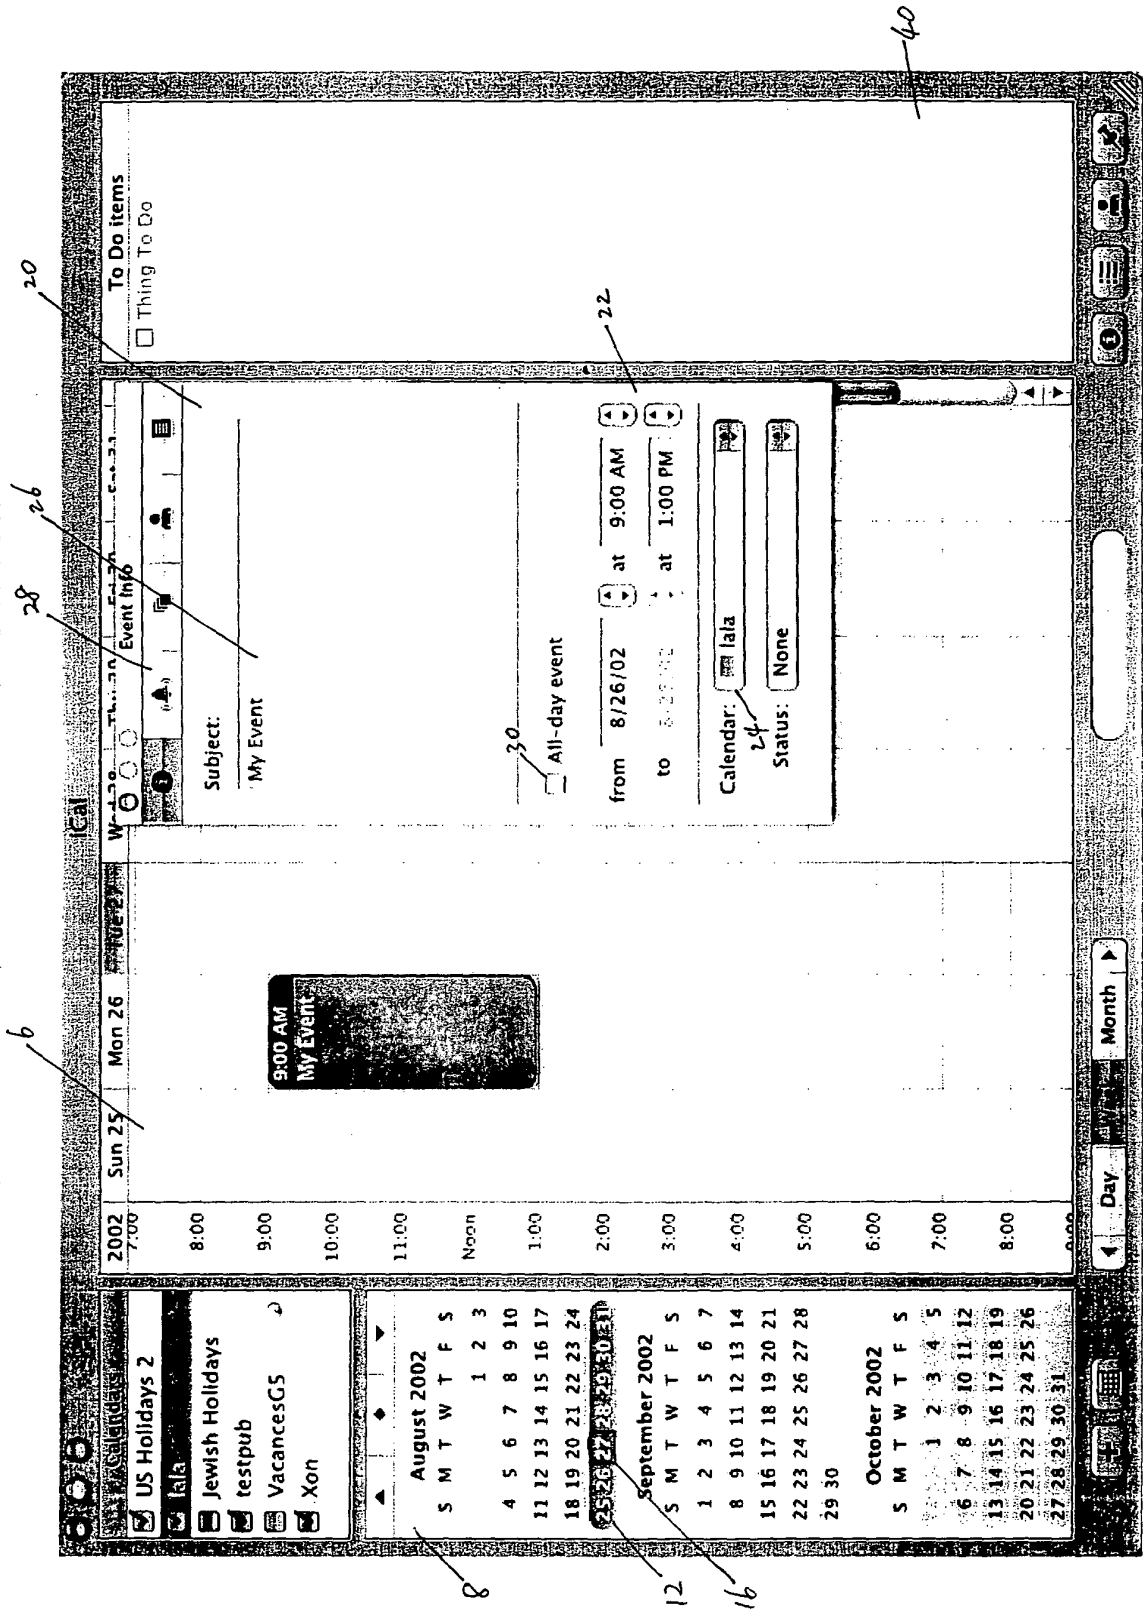 iCal
Calendars
US Holidays 2
lala
Jewish Holidays
testpub
VacancesG5
Xon
August 2002
S M T W T F S
1 2 3
4 5 6 7 8 9 10
11 12 13 14 15 16 17
18 19 20 21 22 23 24
25 26 27 28 29 30 31
September 2002
S M T W T F S
1 2 3 4 5 6 7
8 9 10 11 12 13 14
15 16 17 18 19 20 21
22 23 24 25 26 27 28
29 30
October 2002
S M T W T F S
1 2 3 4 5
6 7 8 9 10 11 12
13 14 15 16 17 18 19
20 21 22 23 24 25 26
27 28 29 30 31
2002 Sun 25 Mon 26 Tue 27
7:00
8:00
9:00
10:00
11:00
Noon
1:00
2:00
3:00
4:00
5:00
6:00
7:00
8:00
9:00
9:00 AM
My Event
Event Info
Subject:
My Event
All-day event
from 8/26/02 at 9:00 AM
to 8/26/02 at 1:00 PM
Calendar: lala
Status: None
To Do items
Thing To Do
Day Week Month
6
28
26
20
8
12
16
30
24
22
40